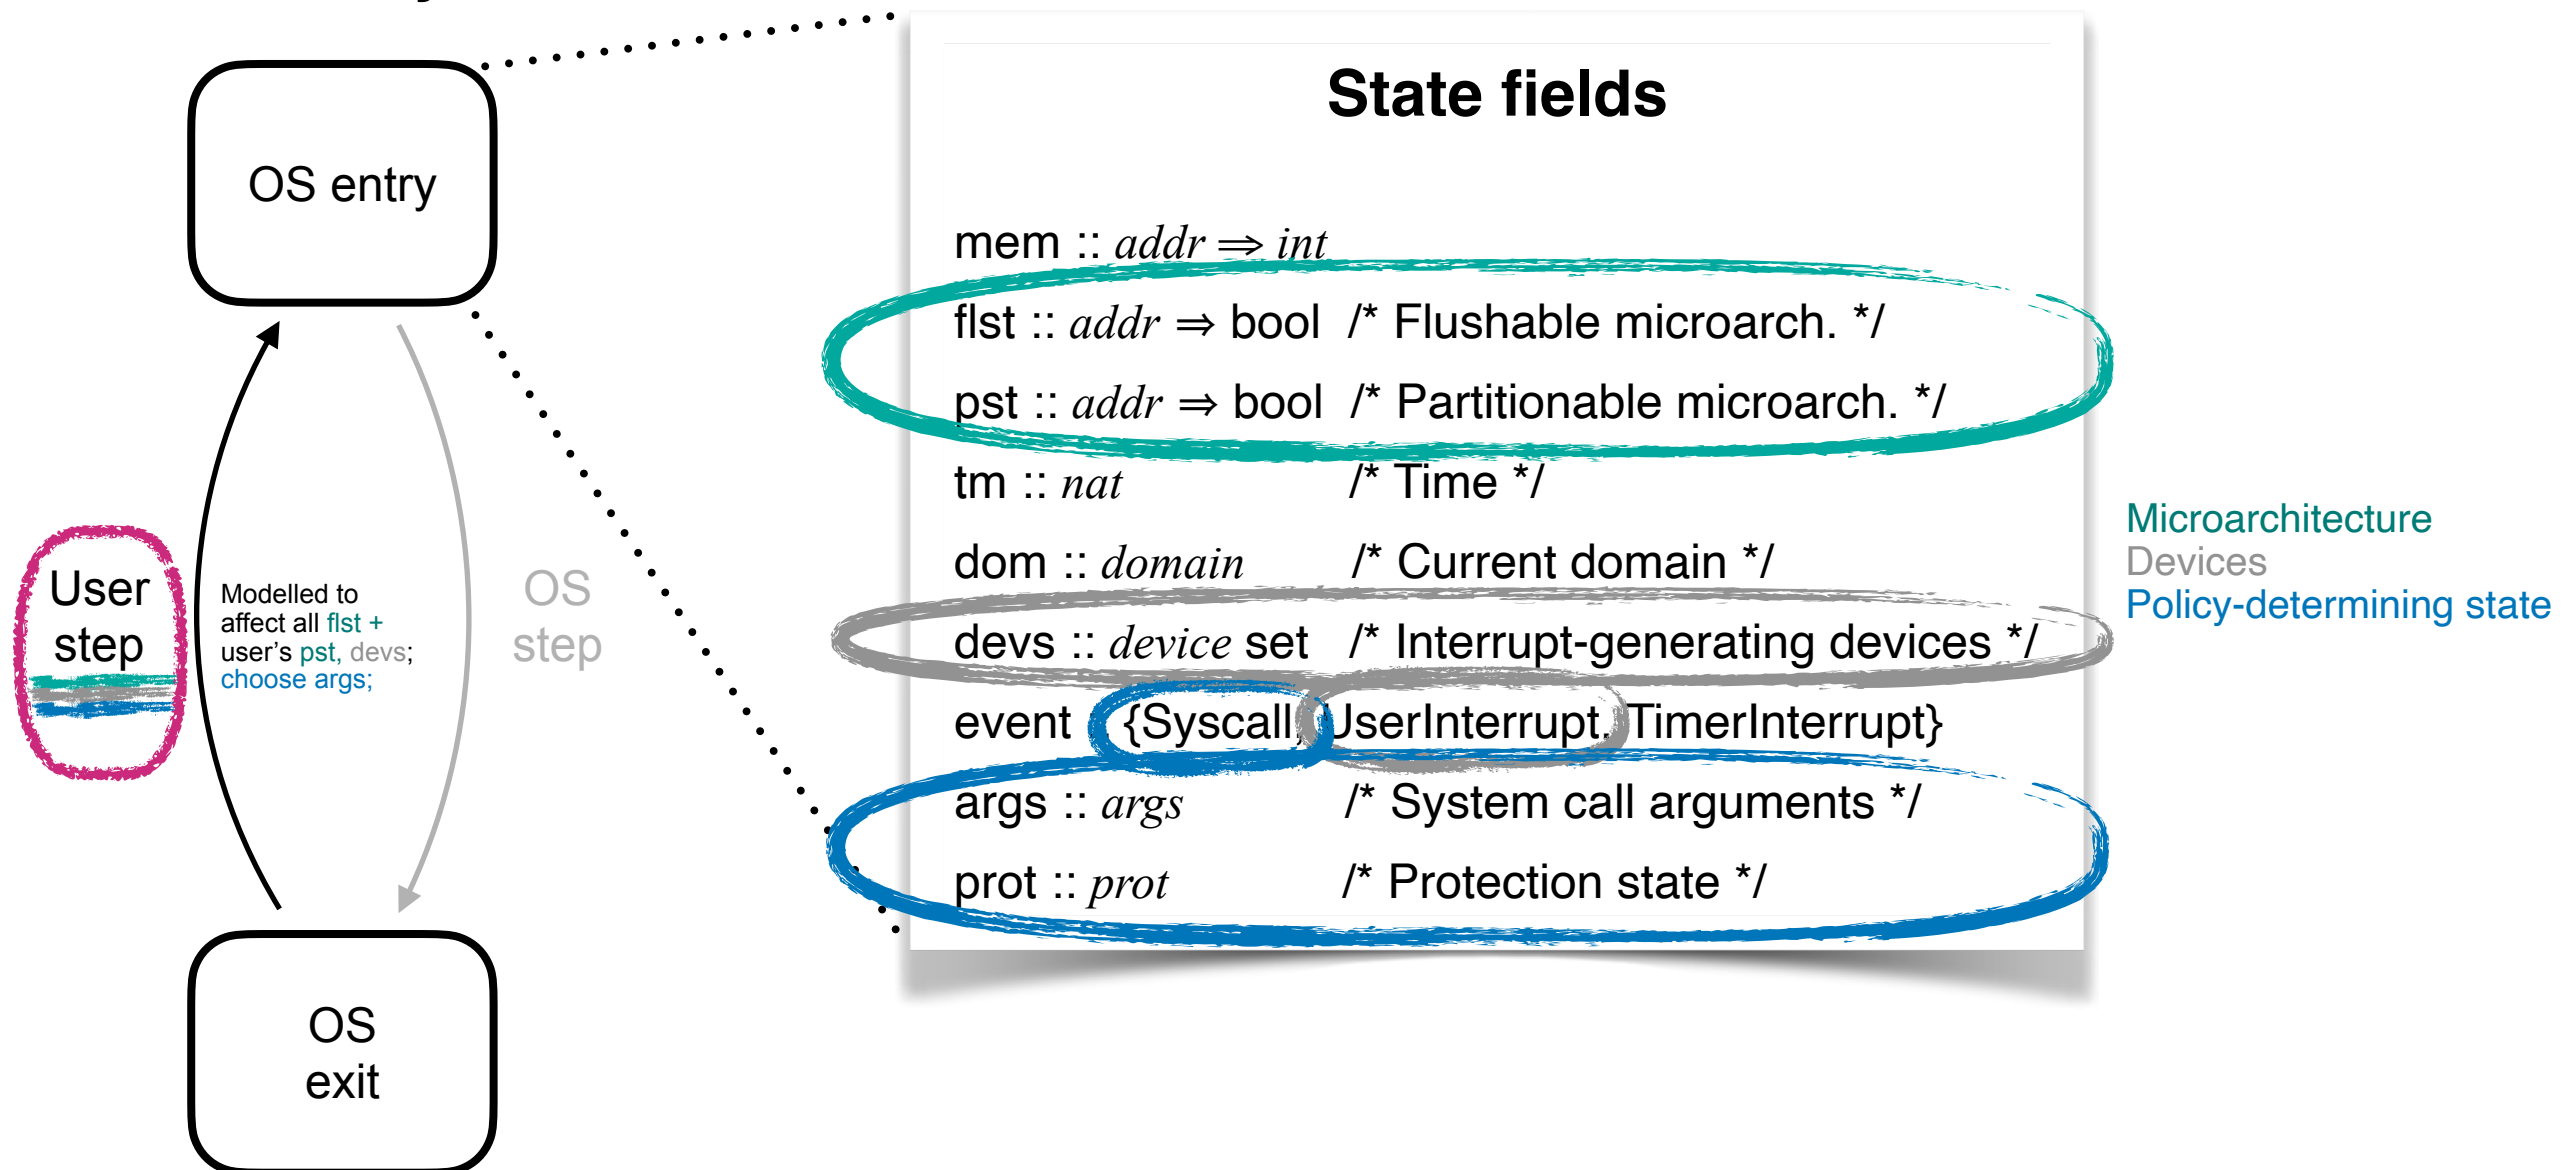 OS entry
User
step
Modelled to
affect all flst +
user's pst, devs;
choose args;
OS
step
OS
exit
State fields
mem :: addr ⇒ int
flst :: addr ⇒ bool /* Flushable microarch. */
pst :: addr ⇒ bool /* Partitionable microarch. */
tm :: nat /* Time */
dom :: domain /* Current domain */
devs :: device set /* Interrupt-generating devices */
event {Syscall, UserInterrupt, TimerInterrupt}
args :: args /* System call arguments */
prot :: prot /* Protection state */
Microarchitecture
Devices
Policy-determining state